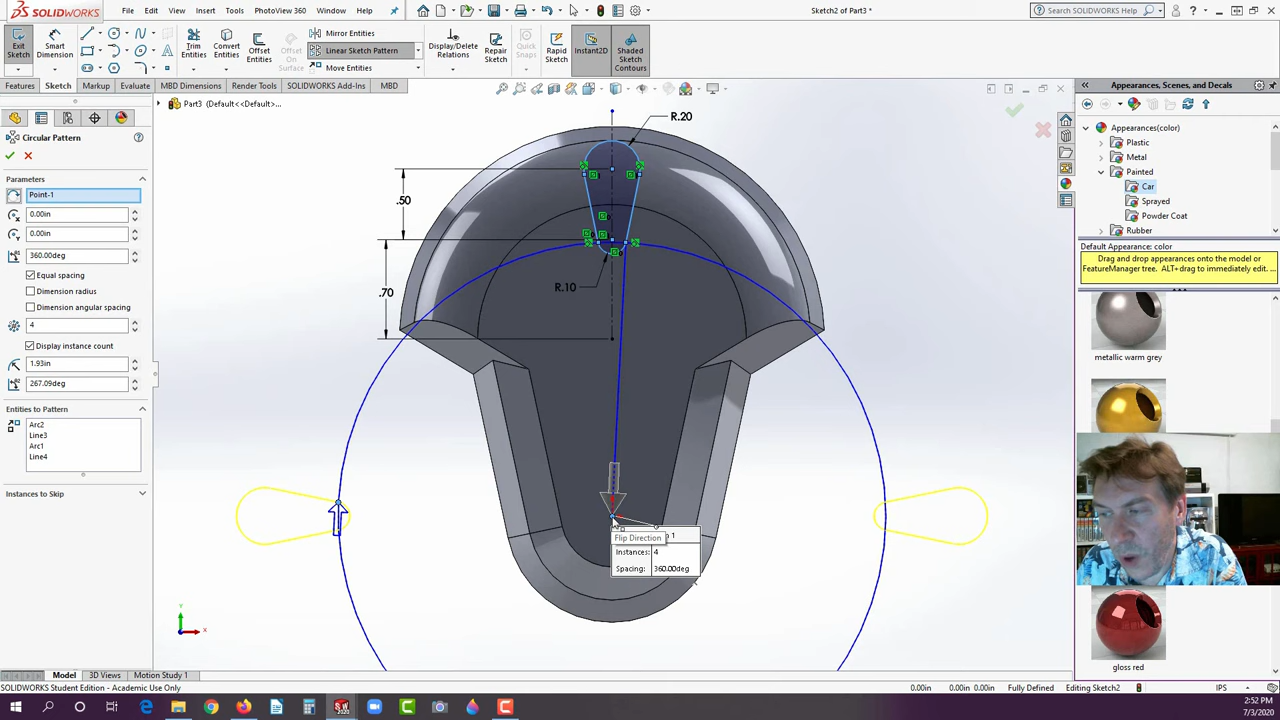 SOLIDWORKS
File Edit View Insert Tools PhotoView 360 Window Help
Sketch2 of Part3 *
Search SOLIDWORKS Help
Exit Sketch
Smart Dimension
Trim Entities
Convert Entities
Offset Entities
Offset On Surface
Mirror Entities
Linear Sketch Pattern
Move Entities
Display/Delete Relations
Repair Sketch
Quick Snaps
Rapid Sketch
Instant2D
Shaded Sketch Contours
Features Sketch Markup Evaluate MBD Dimensions Render Tools SOLIDWORKS Add-Ins MBD
Part3 (Default<<Default>...
Circular Pattern
Parameters
Point-1
0.00in
0.00in
360.00deg
Equal spacing
Dimension radius
Dimension angular spacing
4
Display instance count
1.93in
267.09deg
Entities to Pattern
Arc2
Line3
Arc1
Line4
Instances to Skip
R.20
.50
R.10
.70
Flip Direction
Instances: 4
Spacing: 360.00deg
Y
X
Appearances, Scenes, and Decals
Appearances(color)
Plastic
Metal
Painted
Car
Sprayed
Powder Coat
Rubber
Default Appearance: color
Drag and drop appearances onto the model or
FeatureManager tree. ALT+drag to immediately edit. ...
metallic warm grey
gloss red
Model 3D Views Motion Study 1
SOLIDWORKS Student Edition - Academic Use Only
0.00in 0.00in 0.00in Fully Defined Editing Sketch2 IPS
2:52 PM
7/3/2020